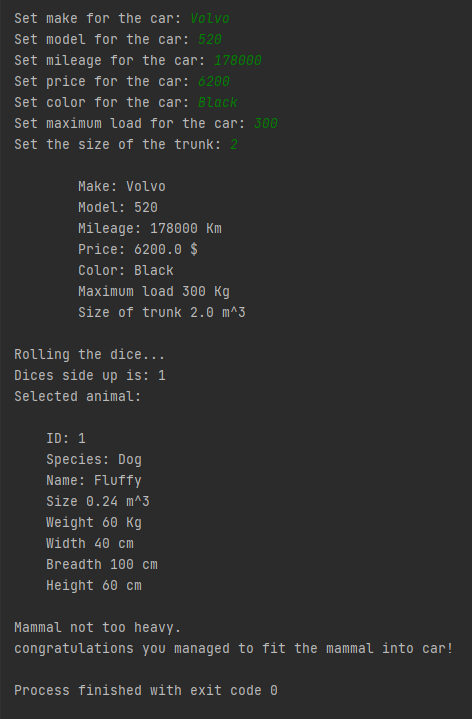 Set make for the car: Volvo
Set model for the car: 520
Set mileage for the car: 178000
Set price for the car: 6200
Set color for the car: Black
Set maximum load for the car: 300
Set the size of the trunk: 2
Make: Volvo
Model: 520
Mileage: 178000 Km
Price: 6200.0 $
Color: Black
Maximum load 300 Kg
Size of trunk 2.0 m^3
Rolling the dice...
Dices side up is: 1
Selected animal:
ID: 1
Species: Dog
Name: Fluffy
Size 0.24 m^3
Weight 60 Kg
Width 40 cm
Breadth 100 cm
Height 60 cm
Mammal not too heavy.
congratulations you managed to fit the mammal into car!
Process finished with exit code 0